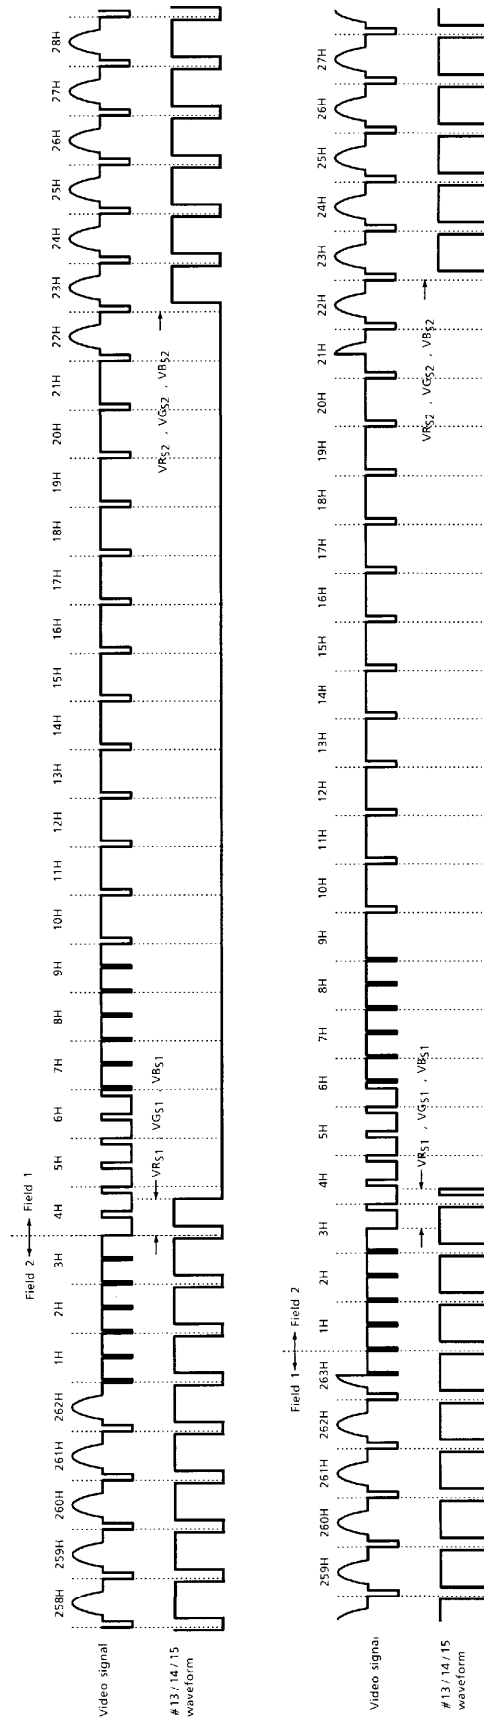 Field 2 Field 1
258H 259H 260H 261H 262H 1H 2H 3H 4H 5H 6H 7H 8H 9H 10H 11H 12H 13H 14H 15H 16H 17H 18H 19H 20H 21H 22H 23H 24H 25H 26H 27H 28H
Video signal
VRS1 , VGS1 , VBS1 VRS2 , VGS2 , VBS2
#13/14/15
waveform
Field 1 Field 2
259H 260H 261H 262H 263H 1H 2H 3H 4H 5H 6H 7H 8H 9H 10H 11H 12H 13H 14H 15H 16H 17H 18H 19H 20H 21H 22H 23H 24H 25H 26H 27H
Video signal
VRS1 , VGS1 , VBS1 VRS2 , VGS2 , VBS2
#13/14/15
waveform